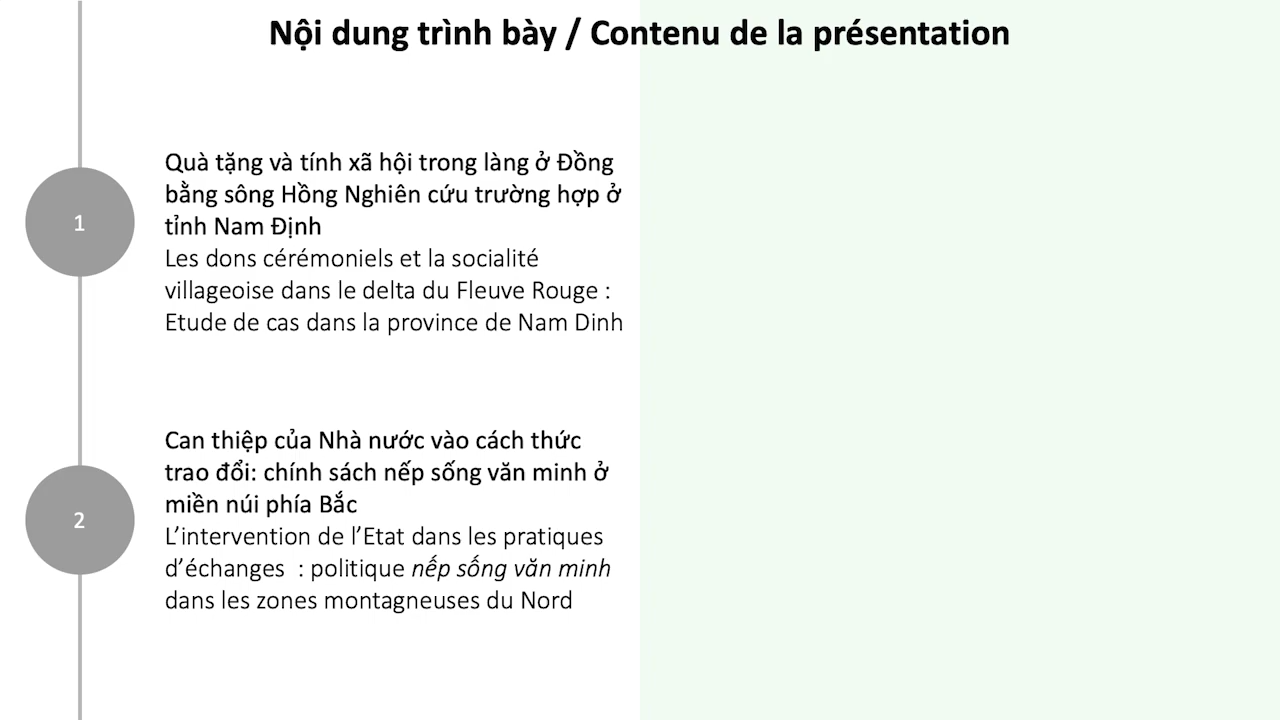 Nội dung trình bày / Contenu de la présentation
1
Quà tặng và tính xã hội trong làng ở Đồng
bằng sông Hồng Nghiên cứu trường hợp ở
tỉnh Nam Định
Les dons cérémoniels et la socialité
villageoise dans le delta du Fleuve Rouge :
Etude de cas dans la province de Nam Dinh
2
Can thiệp của Nhà nước vào cách thức
trao đổi: chính sách nếp sống văn minh ở
miền núi phía Bắc
L’intervention de l’Etat dans les pratiques
d’échanges  : politique nếp sống văn minh
dans les zones montagneuses du Nord